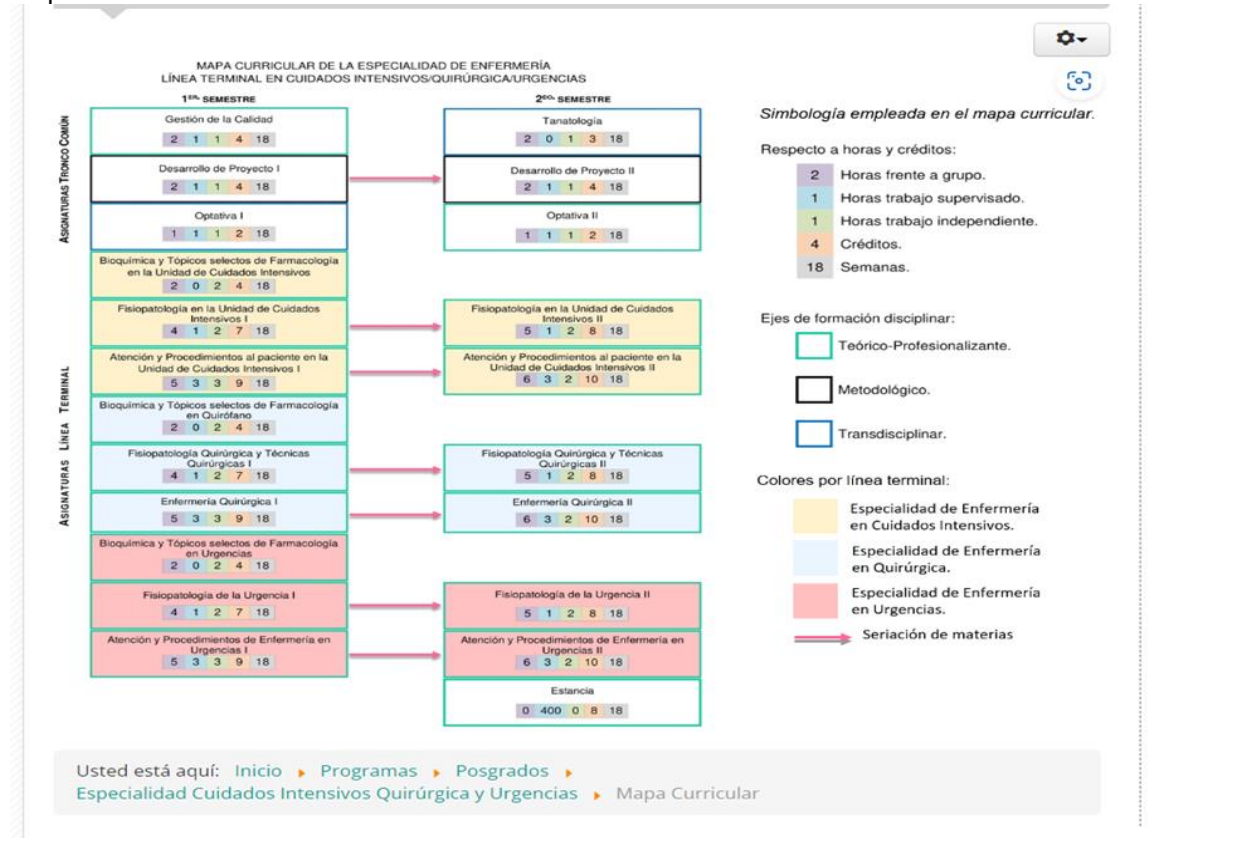 MAPA CURRICULAR DE LA ESPECIALIDAD DE ENFERMERÍA
LÍNEA TERMINAL EN CUIDADOS INTENSIVOS/QUIRÚRGICA/URGENCIAS
1ER. SEMESTRE
2DO. SEMESTRE
ASIGNATURAS TRONCO COMÚN
Gestión de la Calidad
2 1 1 4 18
Tanatología
2 0 1 3 18
Desarrollo de Proyecto I
2 1 1 4 18
Desarrollo de Proyecto II
2 1 1 4 18
Optativa I
1 1 1 2 18
Optativa II
1 1 1 2 18
ASIGNATURAS LÍNEA TERMINAL
Bioquímica y Tópicos selectos de Farmacología
en la Unidad de Cuidados Intensivos
2 0 2 4 18
Fisiopatología en la Unidad de Cuidados
Intensivos I
4 1 2 7 18
Fisiopatología en la Unidad de Cuidados
Intensivos II
5 1 2 8 18
Atención y Procedimientos al paciente en la
Unidad de Cuidados Intensivos I
5 3 3 9 18
Atención y Procedimientos al paciente en la
Unidad de Cuidados Intensivos II
6 3 2 10 18
Bioquímica y Tópicos selectos de Farmacología
en Quirófano
2 0 2 4 18
Fisiopatología Quirúrgica y Técnicas
Quirúrgicas I
4 1 2 7 18
Fisiopatología Quirúrgica y Técnicas
Quirúrgicas II
5 1 2 8 18
Enfermería Quirúrgica I
5 3 3 9 18
Enfermería Quirúrgica II
6 3 2 10 18
Bioquímica y Tópicos selectos de Farmacología
en Urgencias
2 0 2 4 18
Fisiopatología de la Urgencia I
4 1 2 7 18
Fisiopatología de la Urgencia II
5 1 2 8 18
Atención y Procedimientos de Enfermería en
Urgencias I
5 3 3 9 18
Atención y Procedimientos de Enfermería en
Urgencias II
6 3 2 10 18
Estancia
0 400 0 8 18
Simbología empleada en el mapa curricular.
Respecto a horas y créditos:
2 Horas frente a grupo.
1 Horas trabajo supervisado.
1 Horas trabajo independiente.
4 Créditos.
18 Semanas.
Ejes de formación disciplinar:
Teórico-Profesionalizante.
Metodológico.
Transdisciplinar.
Colores por línea terminal:
Especialidad de Enfermería
en Cuidados Intensivos.
Especialidad de Enfermería
en Quirúrgica.
Especialidad de Enfermería
en Urgencias.
Seriación de materias
Usted está aquí: Inicio Programas Posgrados
Especialidad Cuidados Intensivos Quirúrgica y Urgencias Mapa Curricular